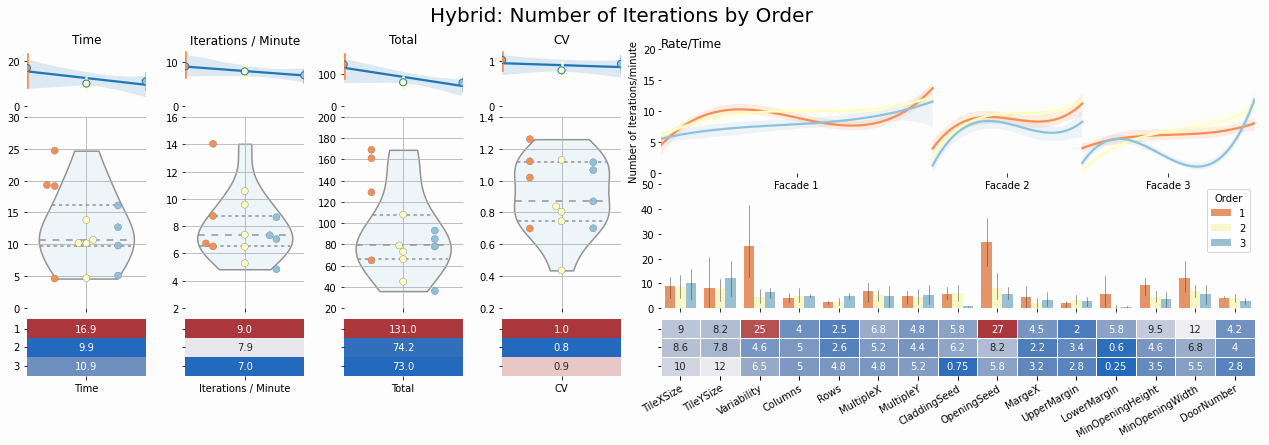 Hybrid: Number of Iterations by Order
Time
Iterations / Minute
Total
CV
Rate/Time
20
0
10
0
100
0
1
0
20
15
10
5
0
Number of Iterations/minute
Facade 1
Facade 2
Facade 3
30
25
20
15
10
5
0
16
14
12
10
8
6
4
2
200
180
160
140
120
100
80
60
40
20
1.4
1.2
1.0
0.8
0.6
0.4
0.2
50
40
30
20
10
0
Order
1
2
3
1 16.9 9.0 131.0 1.0
2 9.9 7.9 74.2 0.8
3 10.9 7.0 73.0 0.9
Time
Iterations / Minute
Total
CV
9 8.2 25 4 2.5 6.8 4.8 5.8 27 4.5 2 5.8 9.5 12 4.2
8.6 7.8 4.6 5 2.6 5.2 4.4 6.2 8.2 2.2 3.4 0.6 4.6 6.8 4
10 12 6.5 5 4.8 4.8 5.2 0.75 5.8 3.2 2.8 0.25 3.5 5.5 2.8
TileXSize
TileYSize
Variability
Columns
Rows
MultipleX
MultipleY
CladdingSeed
OpeningSeed
MargeX
UpperMargin
LowerMargin
MinOpeningHeight
MinOpeningWidth
DoorNumber